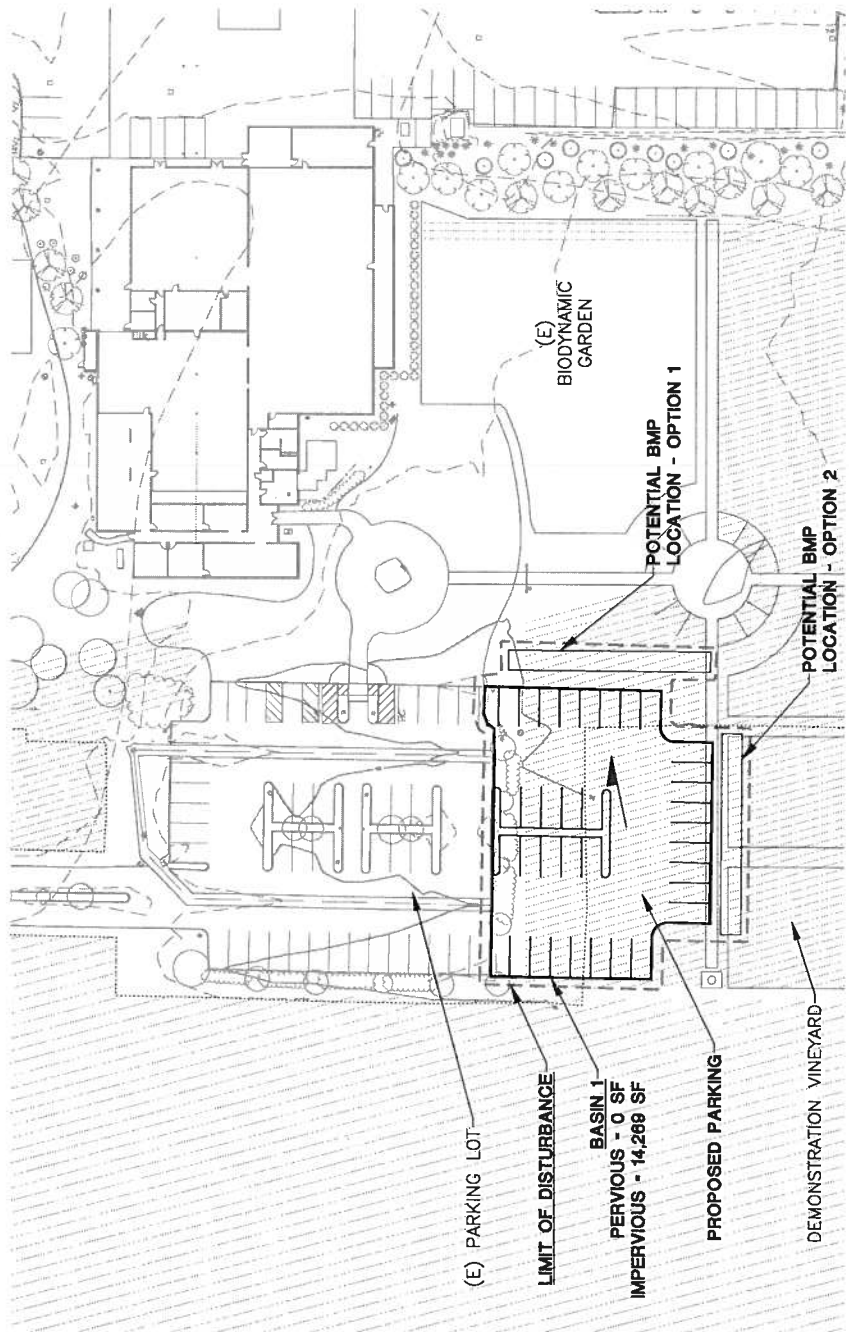 (E)
BIODYNAMIC
GARDEN
POTENTIAL BMP
LOCATION - OPTION 1
POTENTIAL BMP
LOCATION - OPTION 2
(E) PARKING LOT
LIMIT OF DISTURBANCE
BASIN 1
PERVIOUS - 0 SF
IMPERVIOUS - 14,269 SF
PROPOSED PARKING
DEMONSTRATION VINEYARD